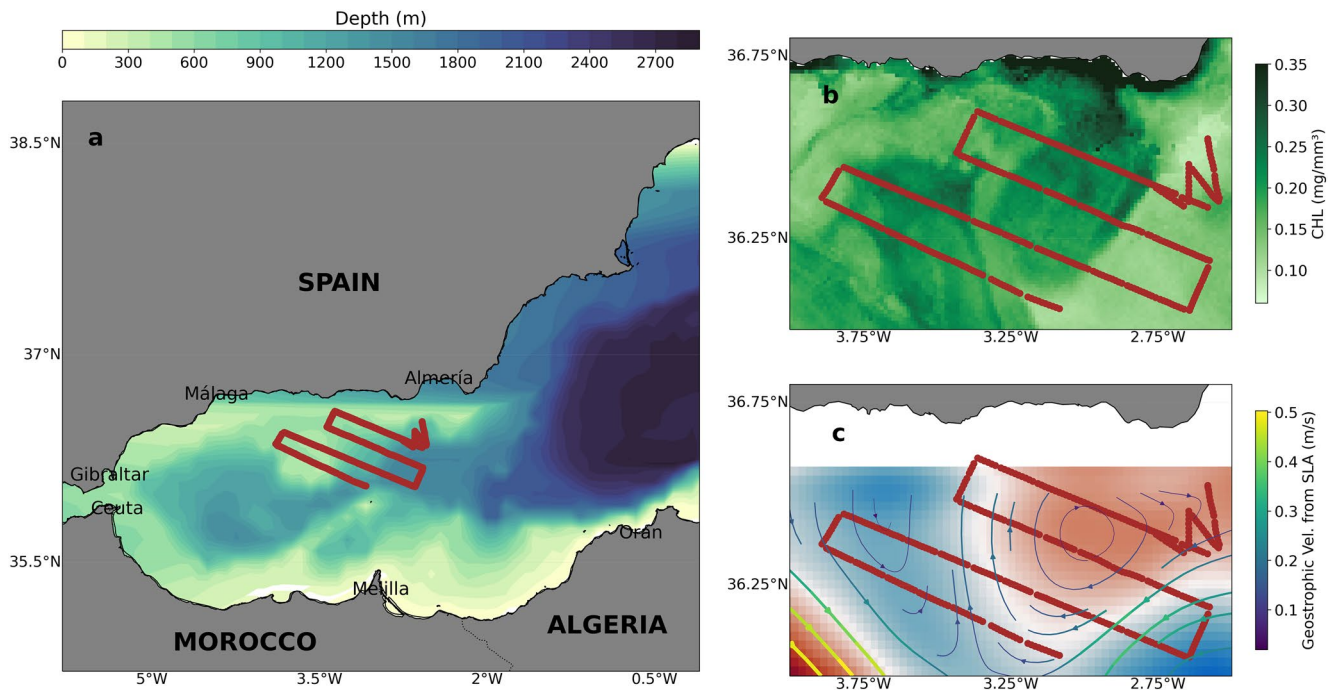 Depth (m)
0 300 600 900 1200 1500 1800 2100 2400 2700
a
38.5°N
37°N
35.5°N
SPAIN
Málaga
Almería
Gibraltar
Ceuta
Melilla
Orán
MOROCCO
ALGERIA
5°W 3.5°W 2°W 0.5°W
b
36.75°N
36.25°N
3.75°W 3.25°W 2.75°W
0.35
0.30
0.25
0.20
0.15
0.10
CHL (mg/mm³)
c
36.75°N
36.25°N
3.75°W 3.25°W 2.75°W
0.5
0.4
0.3
0.2
0.1
Geostrophic Vel. from SLA (m/s)